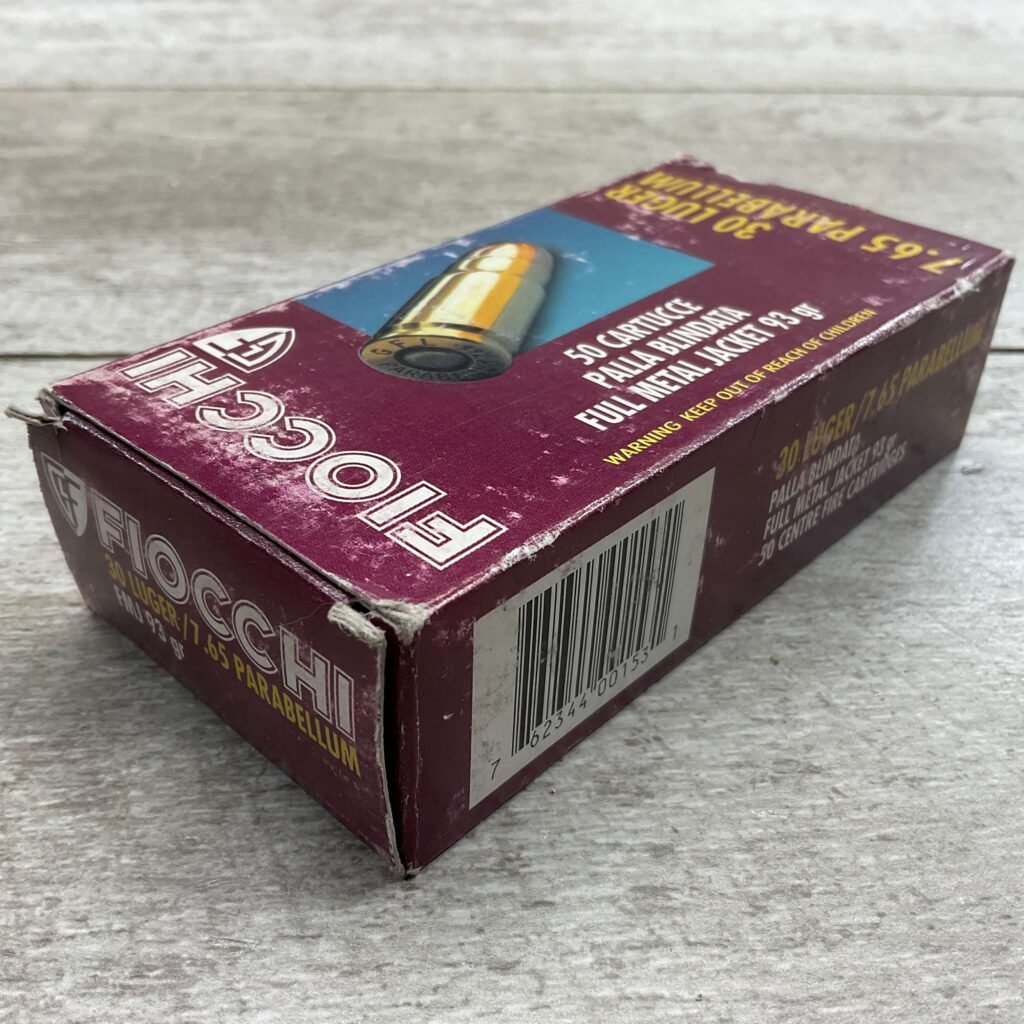 30 LUGER
7.65 PARABELLUM
50 CARTUCCE
PALLA BLINDATA
FULL METAL JACKET 93 gr
WARNING KEEP OUT OF REACH OF CHILDREN
FIOCCHI
G F L
FIOCCHI
30 LUGER/7,65 PARABELLUM
FMJ 93 gr
7 62344 00153 1
30 LUGER/7,65 PARABELLUM
PALLA BLINDATA
FULL METAL JACKET 93 gr
50 CENTRE FIRE CARTRIDGES